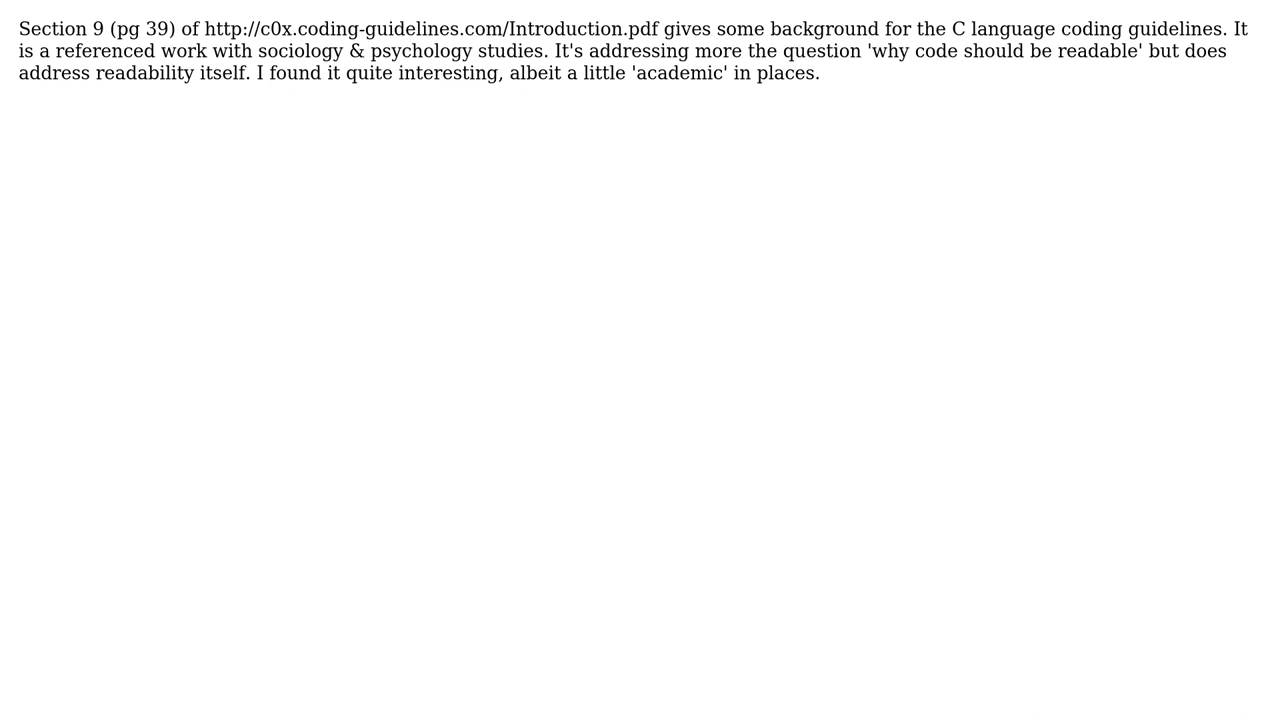 Section 9 (pg 39) of http://c0x.coding-guidelines.com/Introduction.pdf gives some background for the C language coding guidelines. It
is a referenced work with sociology & psychology studies. It's addressing more the question 'why code should be readable' but does
address readability itself. I found it quite interesting, albeit a little 'academic' in places.